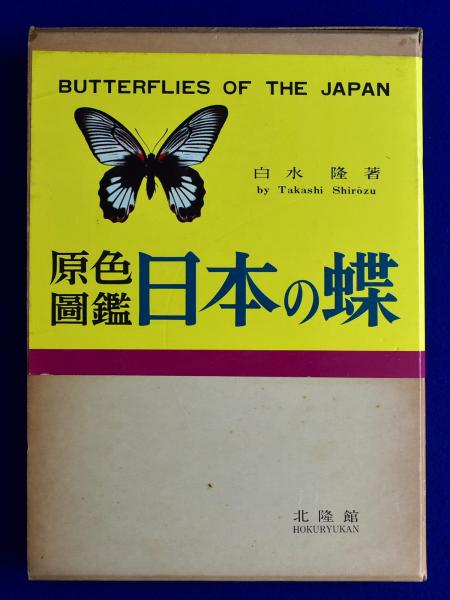 BUTTERFLIES OF THE JAPAN
白水 隆著
by Takashi Shirōzu
原色
圖鑑
日本の蝶
北隆館
HOKURYUKAN